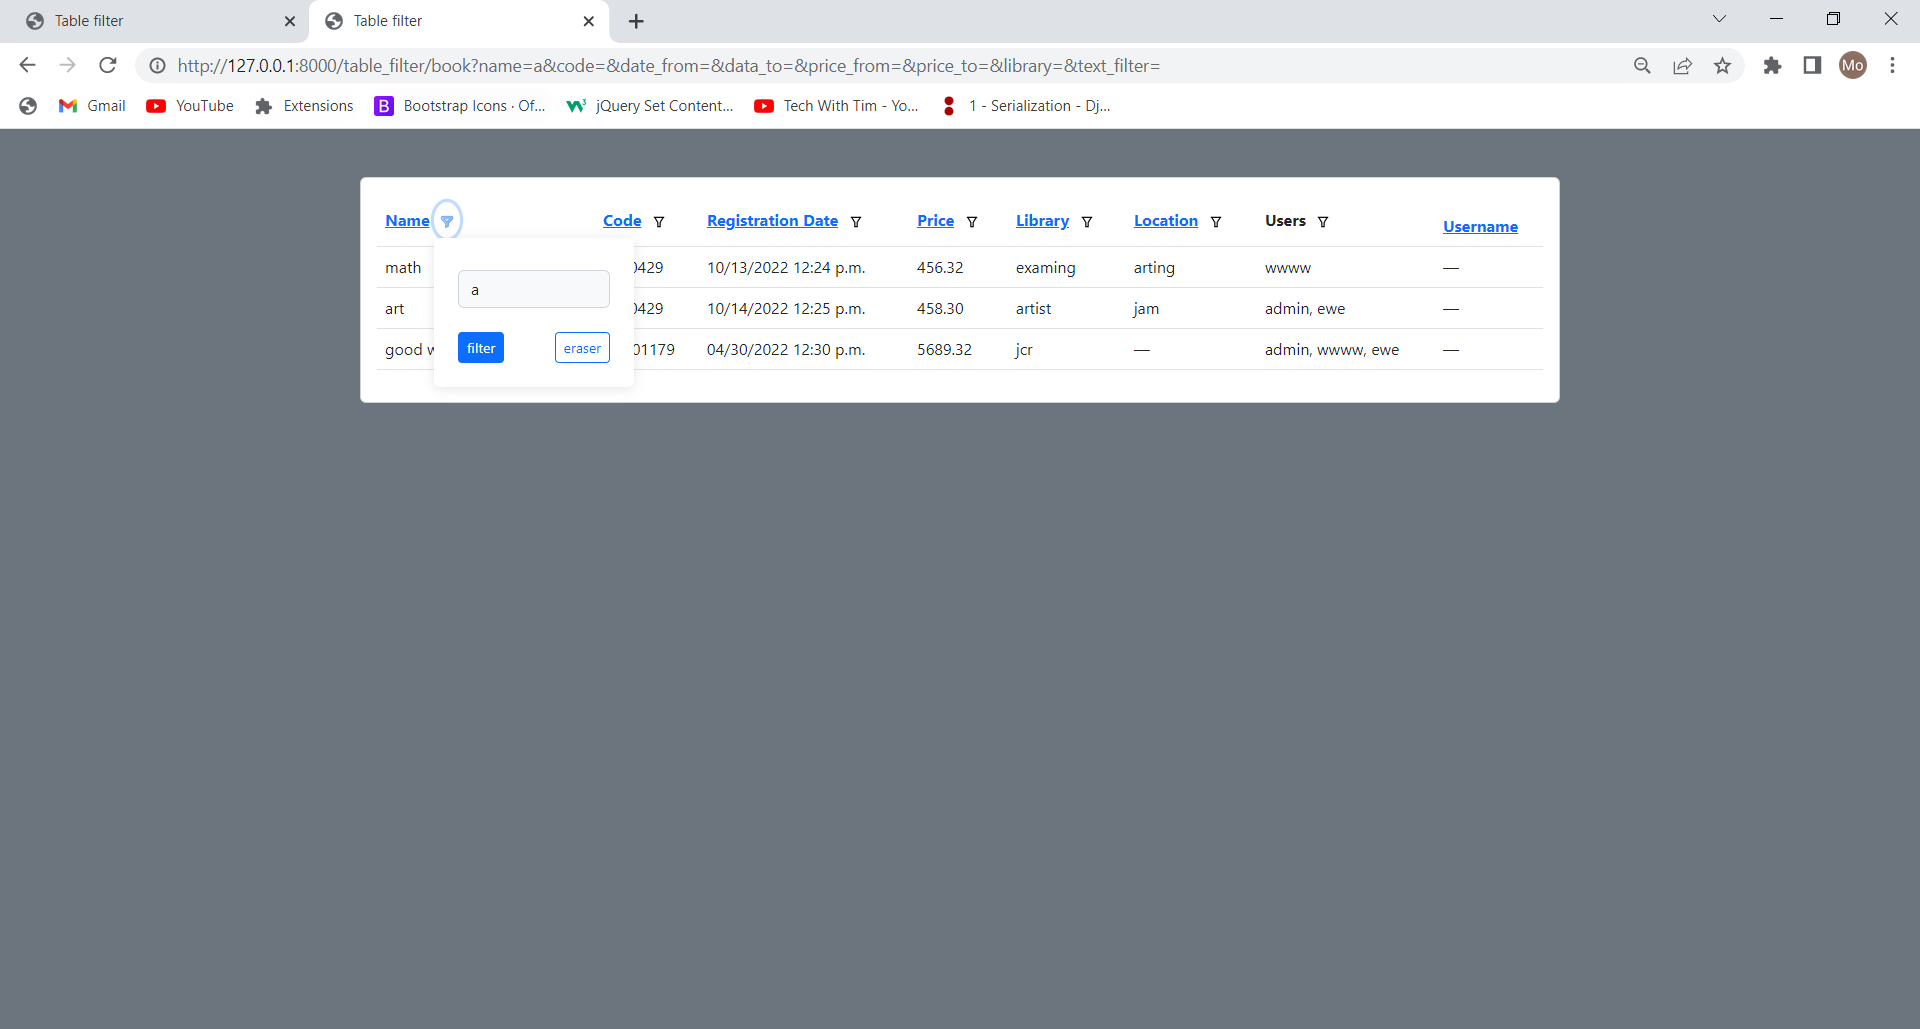 Table filter
Table filter
http://127.0.0.1:8000/table_filter/book?name=a&code=&date_from=&data_to=&price_from=&price_to=&library=&text_filter=
Mo
Gmail YouTube Extensions Bootstrap Icons · Of... jQuery Set Content... Tech With Tim - Yo... 1 - Serialization - Dj...
Name Code Registration Date Price Library Location Users Username
math 0429 10/13/2022 12:24 p.m. 456.32 examing arting wwww —
a
art 0429 10/14/2022 12:25 p.m. 458.30 artist jam admin, ewe —
good w 01179 04/30/2022 12:30 p.m. 5689.32 jcr — admin, wwww, ewe —
filter eraser